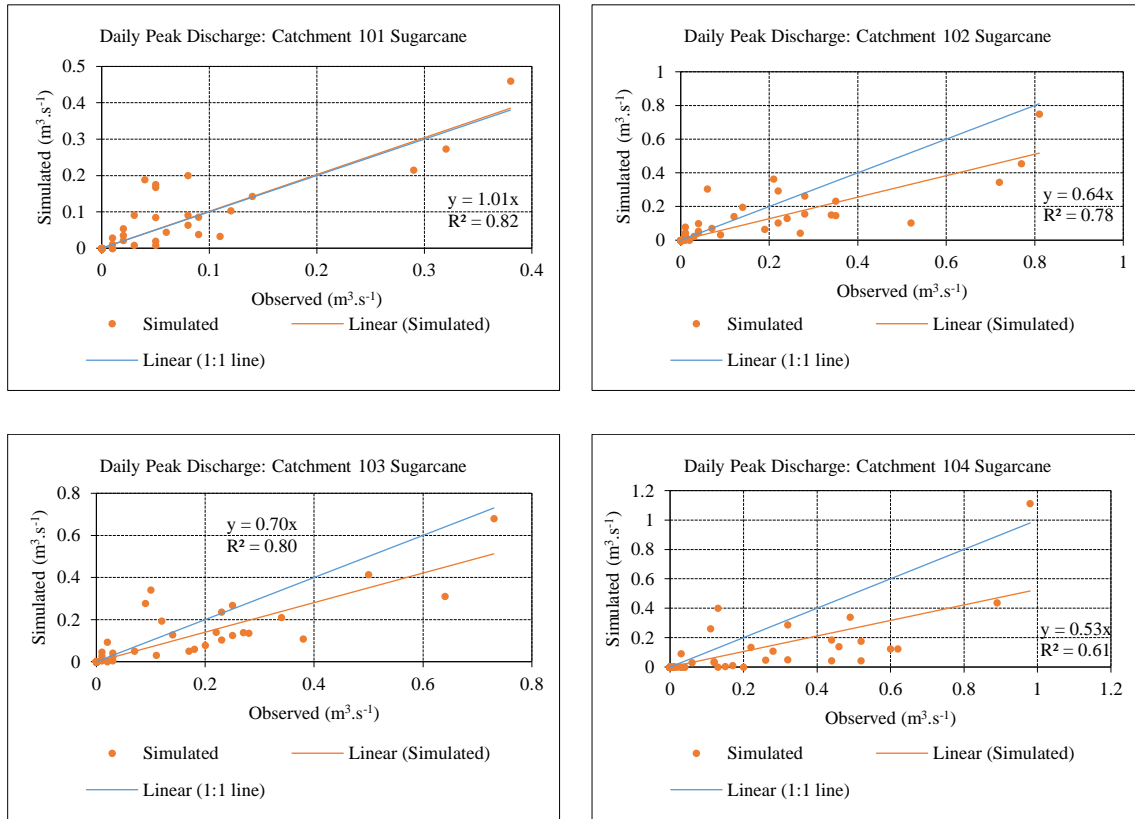 Daily Peak Discharge: Catchment 101 Sugarcane
Simulated (m³.s⁻¹)
0.5
0.4
0.3
0.2
0.1
0
0
0.1
0.2
0.3
0.4
y = 1.01x
R² = 0.82
Observed (m³.s⁻¹)
Simulated
Linear (Simulated)
Linear (1:1 line)
Daily Peak Discharge: Catchment 102 Sugarcane
Simulated (m³.s⁻¹)
1
0.8
0.6
0.4
0.2
0
0
0.2
0.4
0.6
0.8
1
y = 0.64x
R² = 0.78
Observed (m³.s⁻¹)
Simulated
Linear (Simulated)
Linear (1:1 line)
Daily Peak Discharge: Catchment 103 Sugarcane
Simulated (m³.s⁻¹)
0.8
0.6
0.4
0.2
0
0
0.2
0.4
0.6
0.8
y = 0.70x
R² = 0.80
Observed (m³.s⁻¹)
Simulated
Linear (Simulated)
Linear (1:1 line)
Daily Peak Discharge: Catchment 104 Sugarcane
Simulated (m³.s⁻¹)
1.2
1
0.8
0.6
0.4
0.2
0
0
0.2
0.4
0.6
0.8
1
1.2
y = 0.53x
R² = 0.61
Observed (m³.s⁻¹)
Simulated
Linear (Simulated)
Linear (1:1 line)